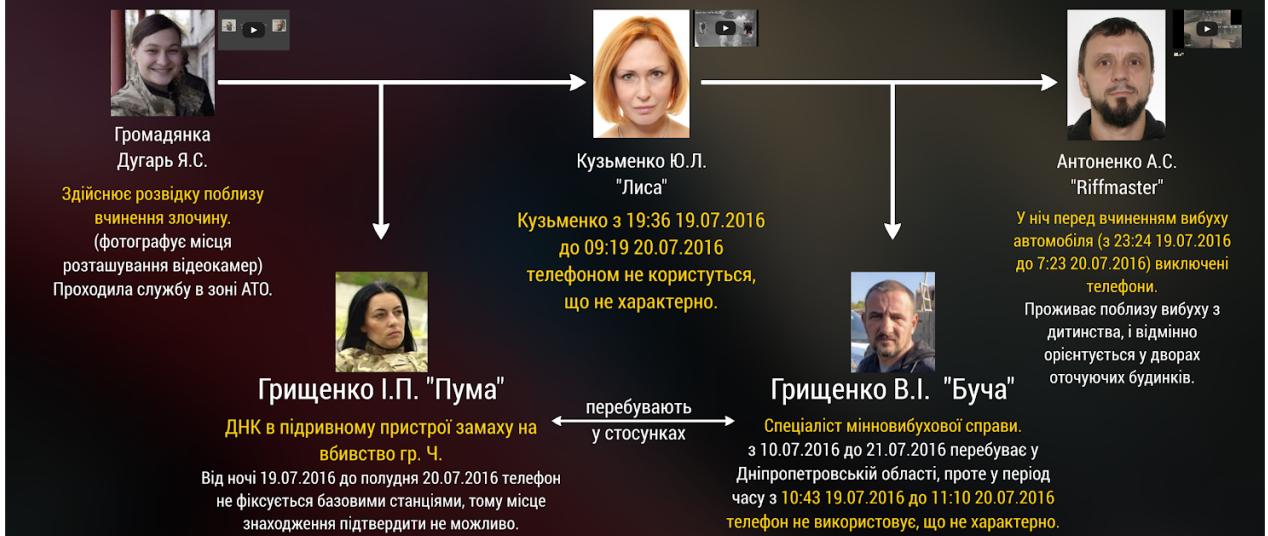 Громадянка
Дугарь Я.С.
Здійснює розвідку поблизу
вчинення злочину.
(фотографує місця
розташування відеокамер)
Проходила службу в зоні АТО.
Кузьменко Ю.Л.
"Лиса"
Кузьменко з 19:36 19.07.2016
до 09:19 20.07.2016
телефоном не користуться,
що не характерно.
Антоненко А.С.
"Riffmaster"
У ніч перед вчиненням вибуху
автомобіля (з 23:24 19.07.2016
до 7:23 20.07.2016) виключені
телефони.
Проживає поблизу вибуху з
дитинства, і відмінно
орієнтується у дворах
оточуючих будинків.
Грищенко І.П. "Пума"
ДНК в підривному пристрої замаху на
вбивство гр. Ч.
Від ночі 19.07.2016 до полудня 20.07.2016 телефон
не фіксується базовими станціями, тому місце
знаходження підтвердити не можливо.
перебувають
у стосунках
Грищенко В.І. "Буча"
Спеціаліст мінновибухової справи.
з 10.07.2016 до 21.07.2016 перебуває у
Дніпропетровській області, проте у період
часу з 10:43 19.07.2016 до 11:10 20.07.2016
телефон не використовує, що не характерно.